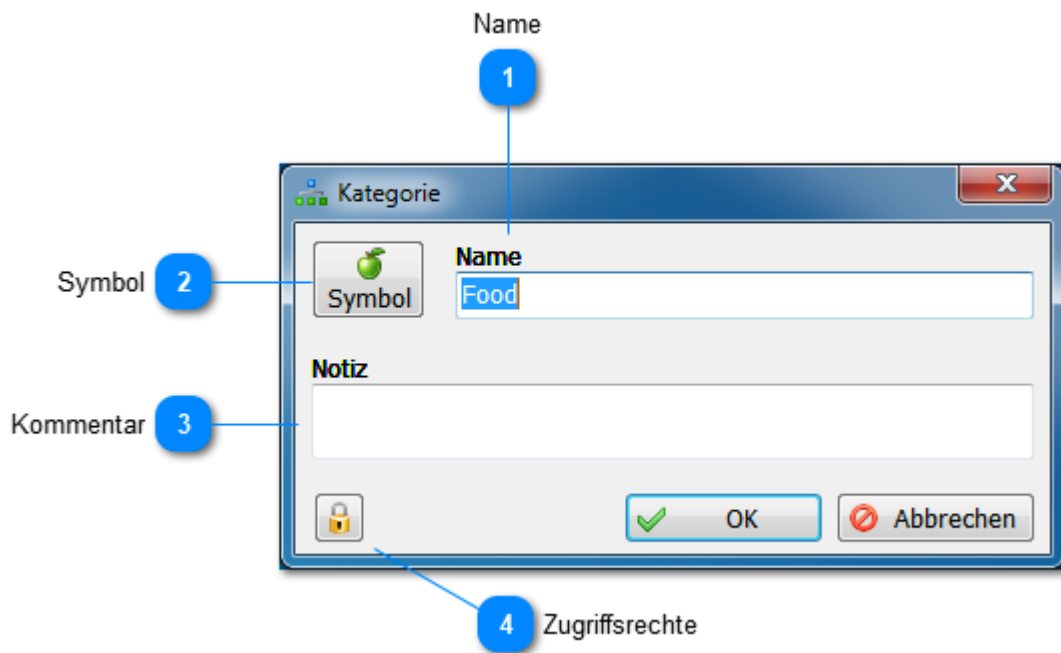 Name
1
Kategorie
Symbol 2
Symbol
Name
Food
Notiz
Kommentar 3
OK
Abbrechen
4 Zugriffsrechte